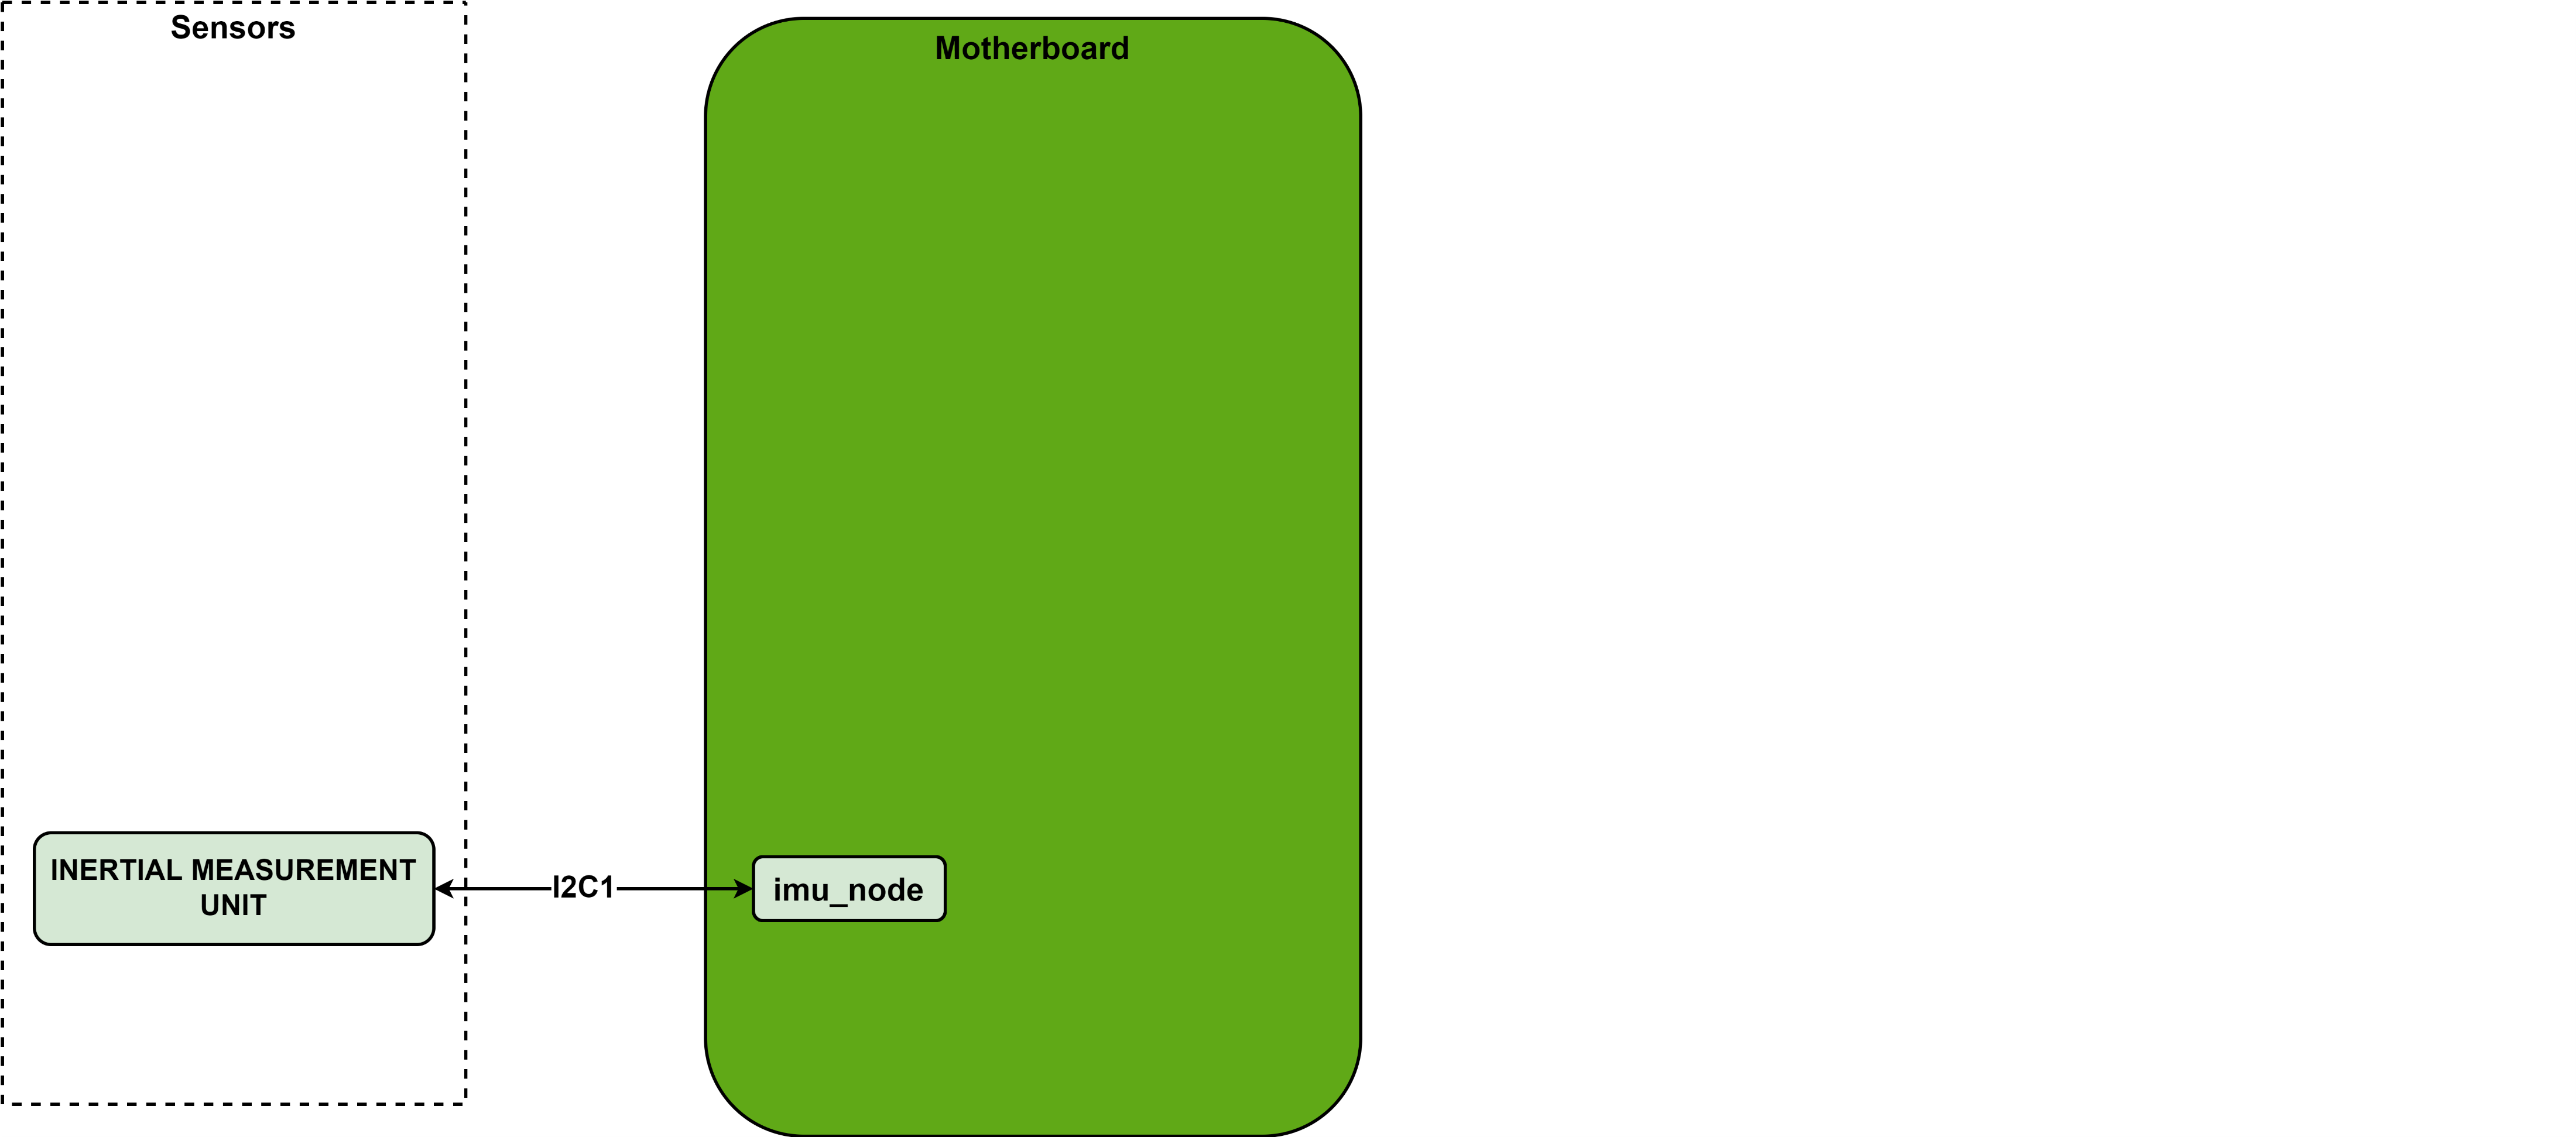 Sensors
Motherboard
INERTIAL MEASUREMENT
UNIT
I2C1
imu_node